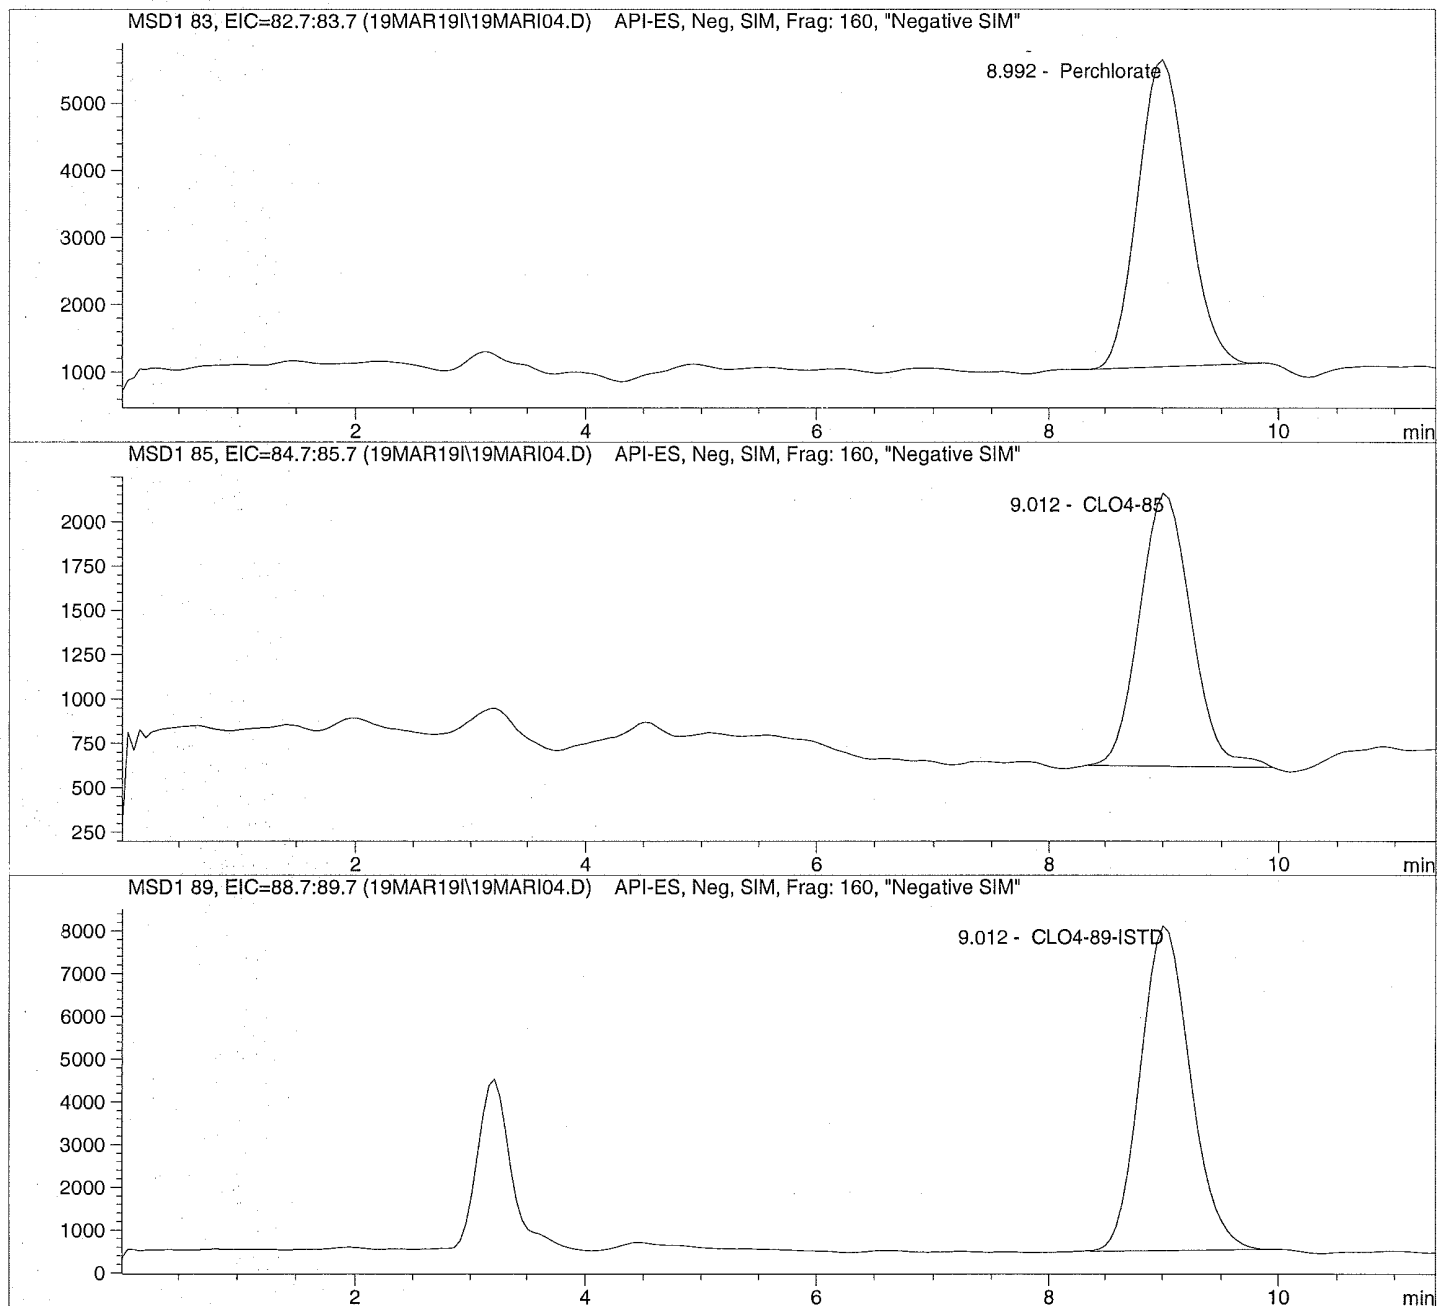 MSD1 83, EIC=82.7:83.7 (19MAR19I\19MARI04.D) API-ES, Neg, SIM, Frag: 160, "Negative SIM"
8.992 - Perchlorate
5000
4000
3000
2000
1000
2 4 6 8 10 min
MSD1 85, EIC=84.7:85.7 (19MAR19I\19MARI04.D) API-ES, Neg, SIM, Frag: 160, "Negative SIM"
9.012 - CLO4-85
2000
1750
1500
1250
1000
750
500
250
2 4 6 8 10 min
MSD1 89, EIC=88.7:89.7 (19MAR19I\19MARI04.D) API-ES, Neg, SIM, Frag: 160, "Negative SIM"
9.012 - CLO4-89-ISTD
8000
7000
6000
5000
4000
3000
2000
1000
0
2 4 6 8 10 min